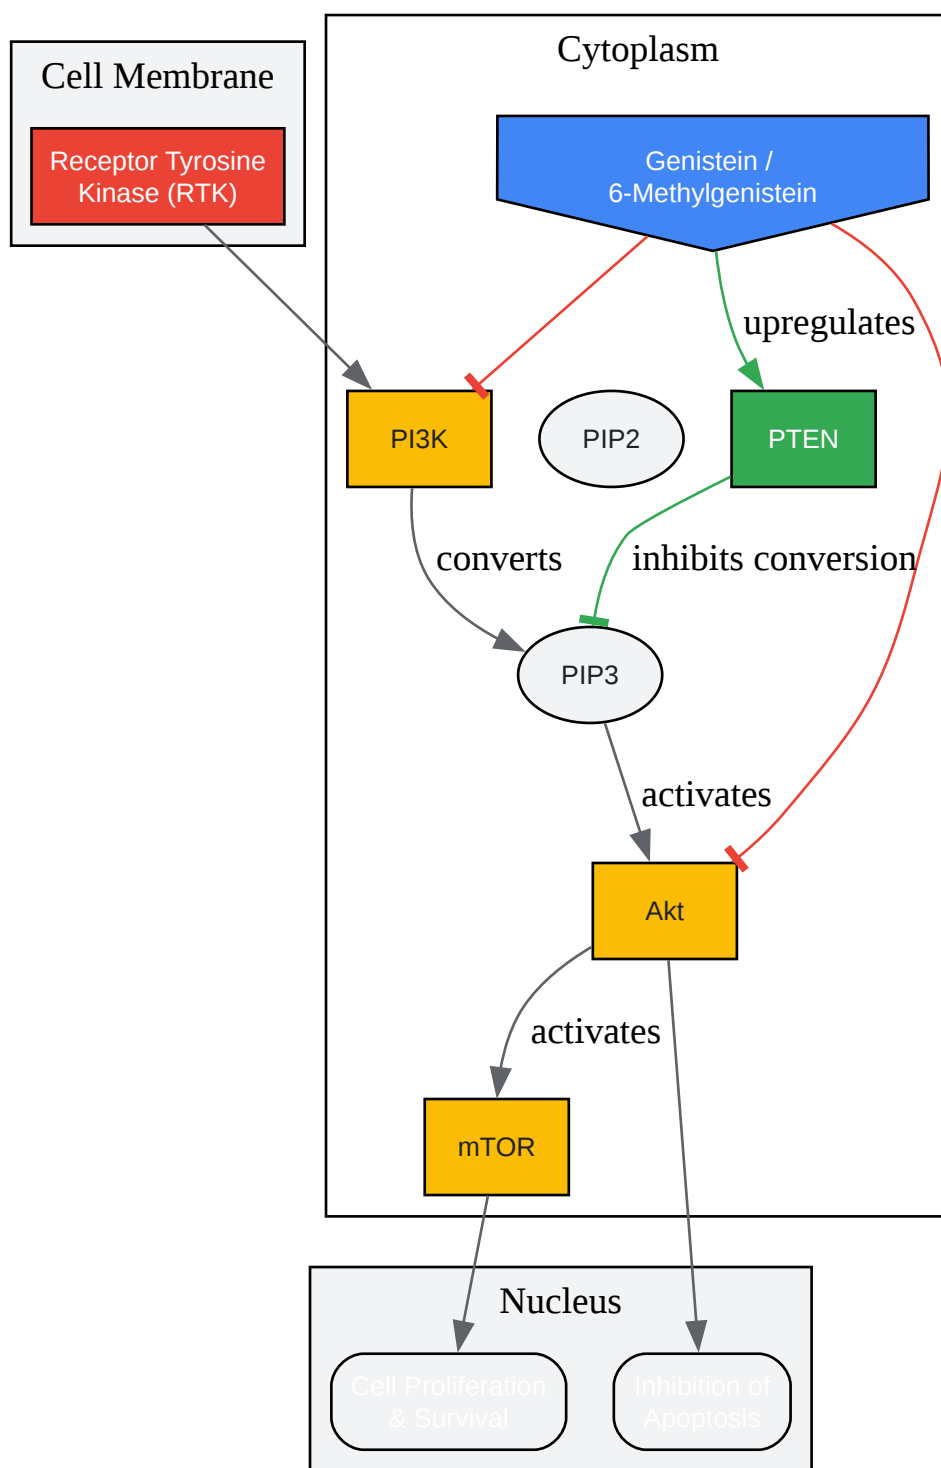 Cytoplasm
Cell Membrane
Receptor Tyrosine
Kinase (RTK)
Genistein /
6-Methylgenistein
upregulates
PI3K
PIP2
PTEN
converts
inhibits conversion
PIP3
activates
Akt
activates
mTOR
Nucleus
Cell Proliferation
& Survival
Inhibition of
Apoptosis